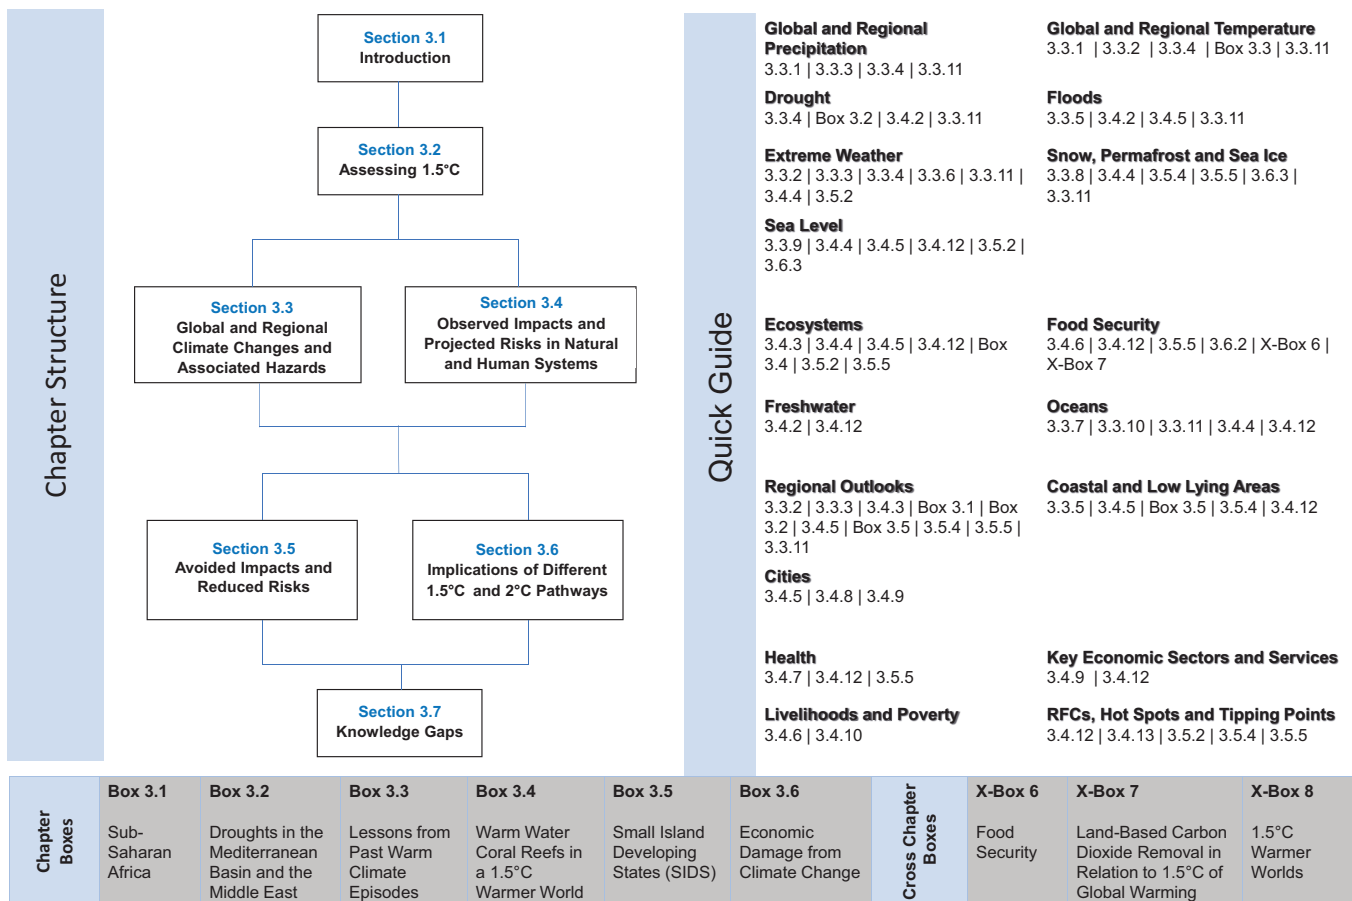 Chapter Structure
Section 3.1
Introduction
Section 3.2
Assessing 1.5°C
Section 3.3
Global and Regional
Climate Changes and
Associated Hazards
Section 3.4
Observed Impacts and
Projected Risks in Natural
and Human Systems
Section 3.5
Avoided Impacts and
Reduced Risks
Section 3.6
Implications of Different
1.5°C and 2°C Pathways
Section 3.7
Knowledge Gaps
Quick Guide
Global and Regional
Precipitation
3.3.1 | 3.3.3 | 3.3.4 | 3.3.11
Global and Regional Temperature
3.3.1 | 3.3.2 | 3.3.4 | Box 3.3 | 3.3.11
Drought
3.3.4 | Box 3.2 | 3.4.2 | 3.3.11
Floods
3.3.5 | 3.4.2 | 3.4.5 | 3.3.11
Extreme Weather
3.3.2 | 3.3.3 | 3.3.4 | 3.3.6 | 3.3.11 |
3.4.4 | 3.5.2
Snow, Permafrost and Sea Ice
3.3.8 | 3.4.4 | 3.5.4 | 3.5.5 | 3.6.3 |
3.3.11
Sea Level
3.3.9 | 3.4.4 | 3.4.5 | 3.4.12 | 3.5.2 |
3.6.3
Ecosystems
3.4.3 | 3.4.4 | 3.4.5 | 3.4.12 | Box
3.4 | 3.5.2 | 3.5.5
Food Security
3.4.6 | 3.4.12 | 3.5.5 | 3.6.2 | X-Box 6 |
X-Box 7
Freshwater
3.4.2 | 3.4.12
Oceans
3.3.7 | 3.3.10 | 3.3.11 | 3.4.4 | 3.4.12
Regional Outlooks
3.3.2 | 3.3.3 | 3.4.3 | Box 3.1 | Box
3.2 | 3.4.5 | Box 3.5 | 3.5.4 | 3.5.5 |
3.3.11
Coastal and Low Lying Areas
3.3.5 | 3.4.5 | Box 3.5 | 3.5.4 | 3.4.12
Cities
3.4.5 | 3.4.8 | 3.4.9
Health
3.4.7 | 3.4.12 | 3.5.5
Key Economic Sectors and Services
3.4.9 | 3.4.12
Livelihoods and Poverty
3.4.6 | 3.4.10
RFCs, Hot Spots and Tipping Points
3.4.12 | 3.4.13 | 3.5.2 | 3.5.4 | 3.5.5
Chapter
Boxes
Box 3.1
Sub-
Saharan
Africa
Box 3.2
Droughts in the
Mediterranean
Basin and the
Middle East
Box 3.3
Lessons from
Past Warm
Climate
Episodes
Box 3.4
Warm Water
Coral Reefs in
a 1.5°C
Warmer World
Box 3.5
Small Island
Developing
States (SIDS)
Box 3.6
Economic
Damage from
Climate Change
Cross Chapter
Boxes
X-Box 6
Food
Security
X-Box 7
Land-Based Carbon
Dioxide Removal in
Relation to 1.5°C of
Global Warming
X-Box 8
1.5°C
Warmer
Worlds